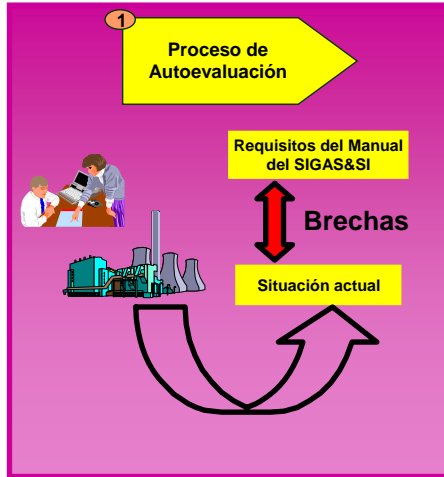 1
Proceso de
Autoevaluación
Requisitos del Manual
del SIGAS&SI
Brechas
Situación actual